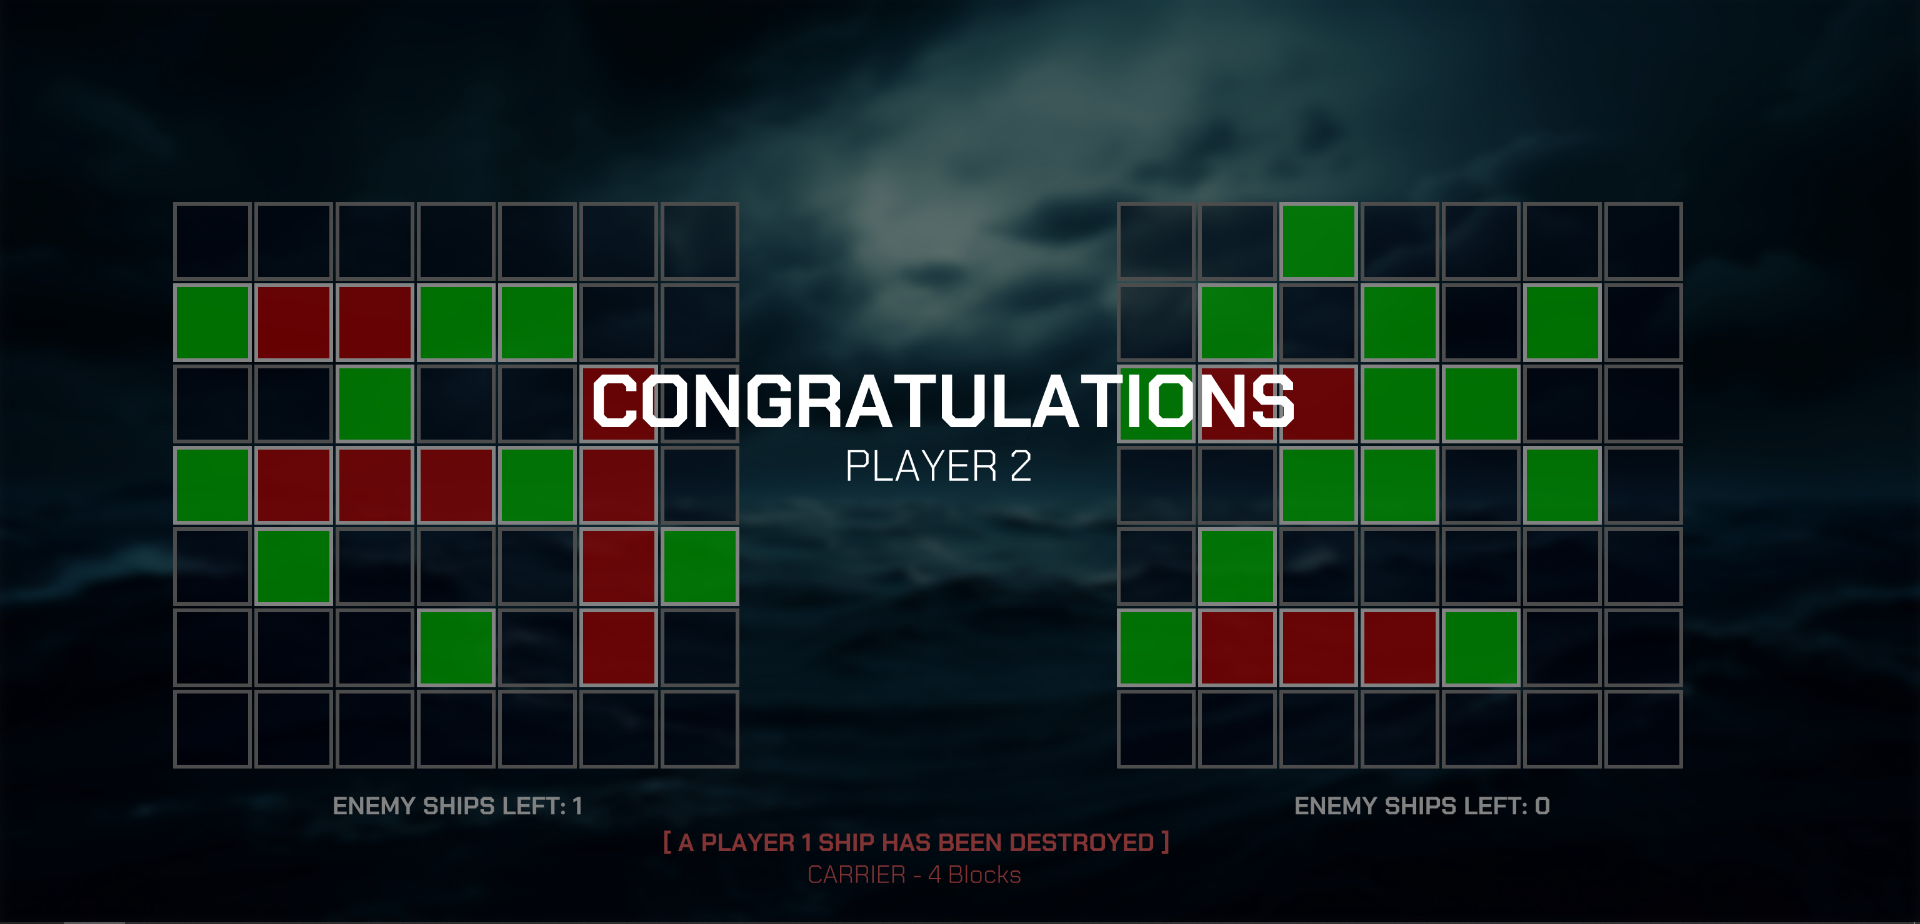 CONGRATULATIONS
PLAYER 2
ENEMY SHIPS LEFT: 1
ENEMY SHIPS LEFT: 0
[ A PLAYER 1 SHIP HAS BEEN DESTROYED ]
CARRIER - 4 Blocks